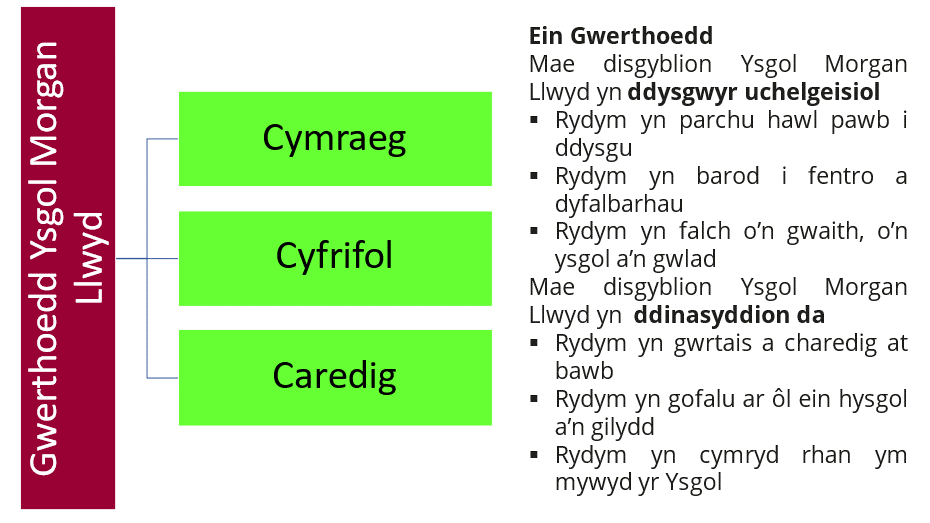 Gwerthoedd Ysgol Morgan
Llwyd
Cymraeg
Cyfrifol
Caredig
Ein Gwerthoedd
Mae disgyblion Ysgol Morgan
Llwyd yn ddysgwyr uchelgeisiol
▪ Rydym yn parchu hawl pawb i
ddysgu
▪ Rydym yn barod i fentro a
dyfalbarhau
▪ Rydym yn falch o’n gwaith, o’n
ysgol a’n gwlad
Mae disgyblion Ysgol Morgan
Llwyd yn ddinasyddion da
▪ Rydym yn gwrtais a charedig at
bawb
▪ Rydym yn gofalu ar ôl ein hysgol
a’n gilydd
▪ Rydym yn cymryd rhan ym
mywyd yr Ysgol